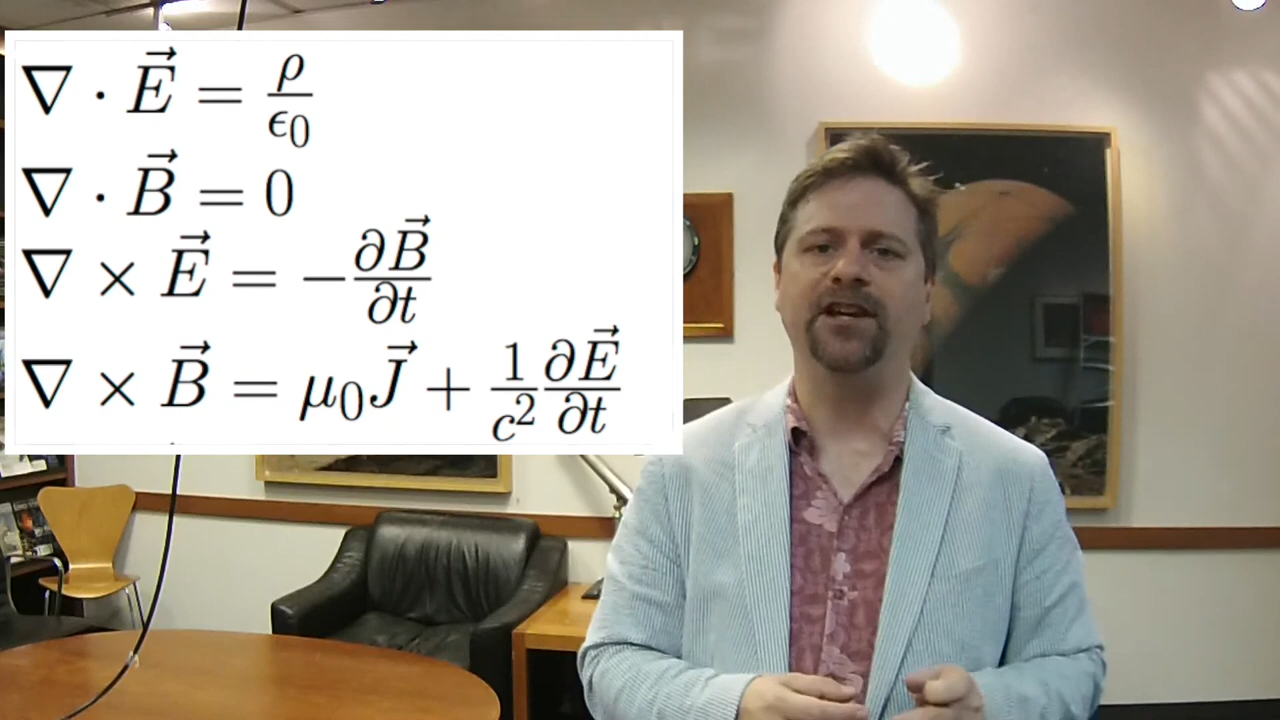 ∇ · E⃗ = ρ/ϵ₀
∇ · B⃗ = 0
∇ × E⃗ = −∂B⃗/∂t
∇ × B⃗ = μ₀J⃗ + 1/c² ∂E⃗/∂t